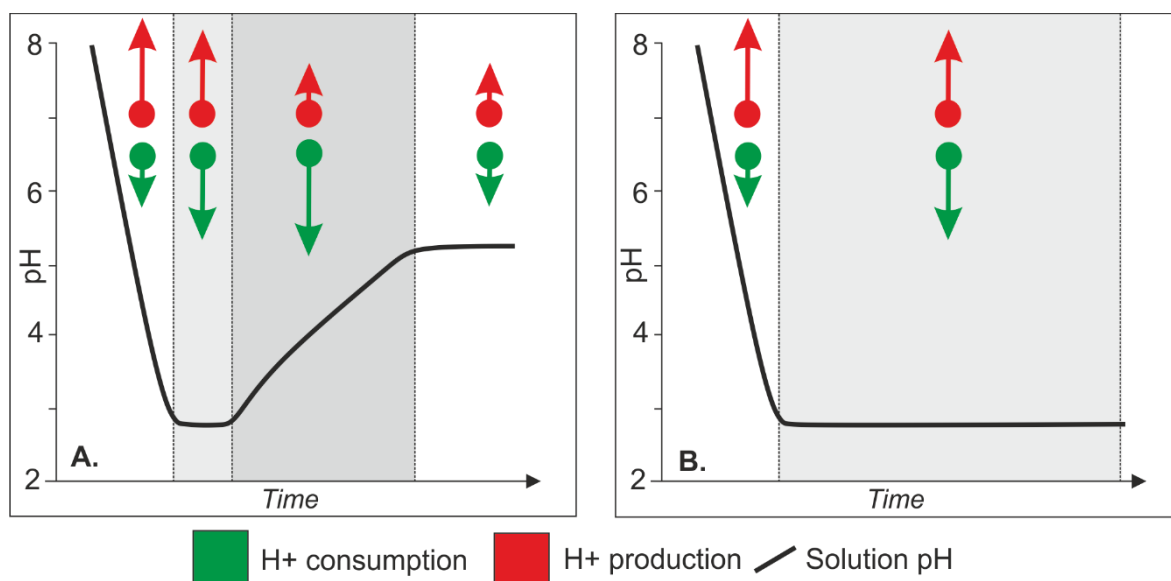 8
6
pH
4
2
A.
Time
8
6
pH
4
2
B.
Time
H+ consumption
H+ production
Solution pH